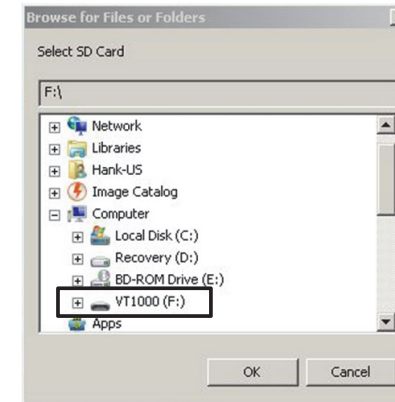 Browse for Files or Folders
Select SD Card
F:\
Network
Libraries
Hank-US
Image Catalog
Computer
Local Disk (C:)
Recovery (D:)
BD-ROM Drive (E:)
VT1000 (F:)
Apps
OK
Cancel